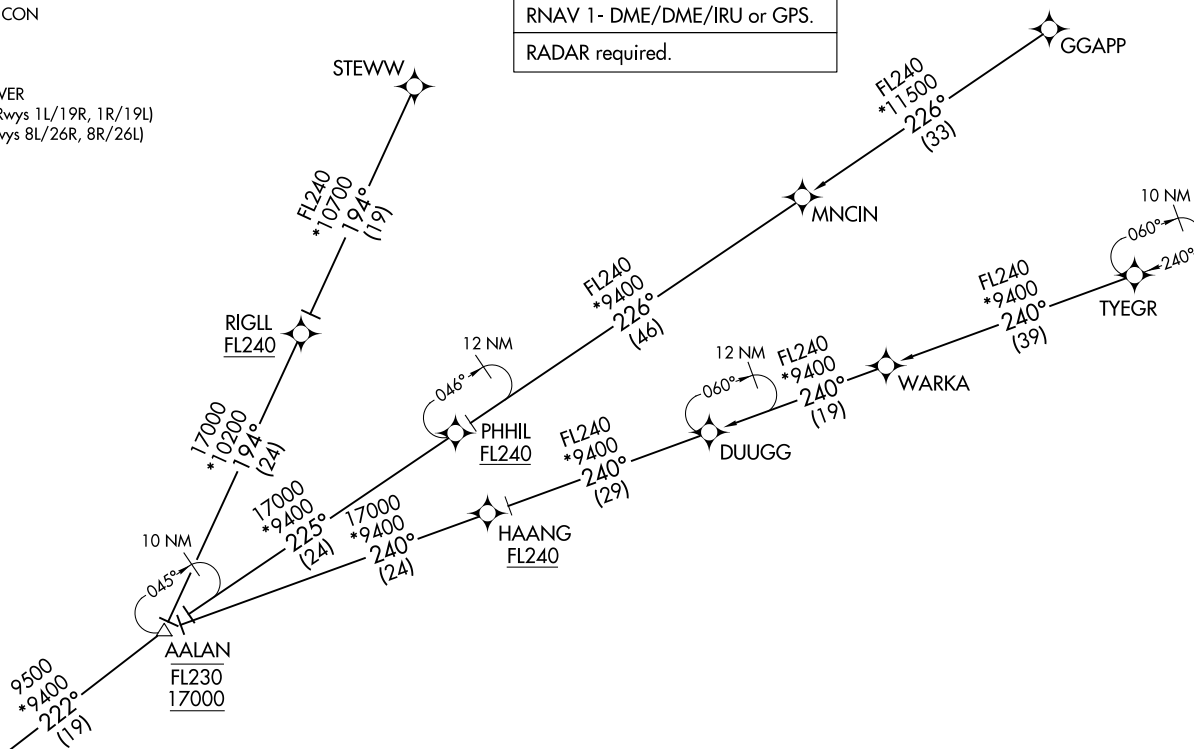 CON
RNAV 1- DME/DME/IRU or GPS.
RADAR required.
GGAPP
STEWW
VER
Rwys 1L/19R, 1R/19L)
wys 8L/26R, 8R/26L)
FL240
*11500
226°
(33)
FL240
*10700
194°
(19)
MNCIN
10 NM
060°
240°
TYEGR
FL240
*9400
226°
(46)
FL240
*9400
240°
(39)
RIGLL
FL240
12 NM
046°
12 NM
060°
FL240
*9400
240°
(19)
WARKA
17000
*10200
194°
(24)
PHHIL
FL240
FL240
*9400
240°
(29)
DUUGG
17000
*9400
225°
(24)
17000
*9400
240°
(24)
HAANG
FL240
10 NM
045°
AALAN
FL230
17000
9500
*9400
222°
(19)